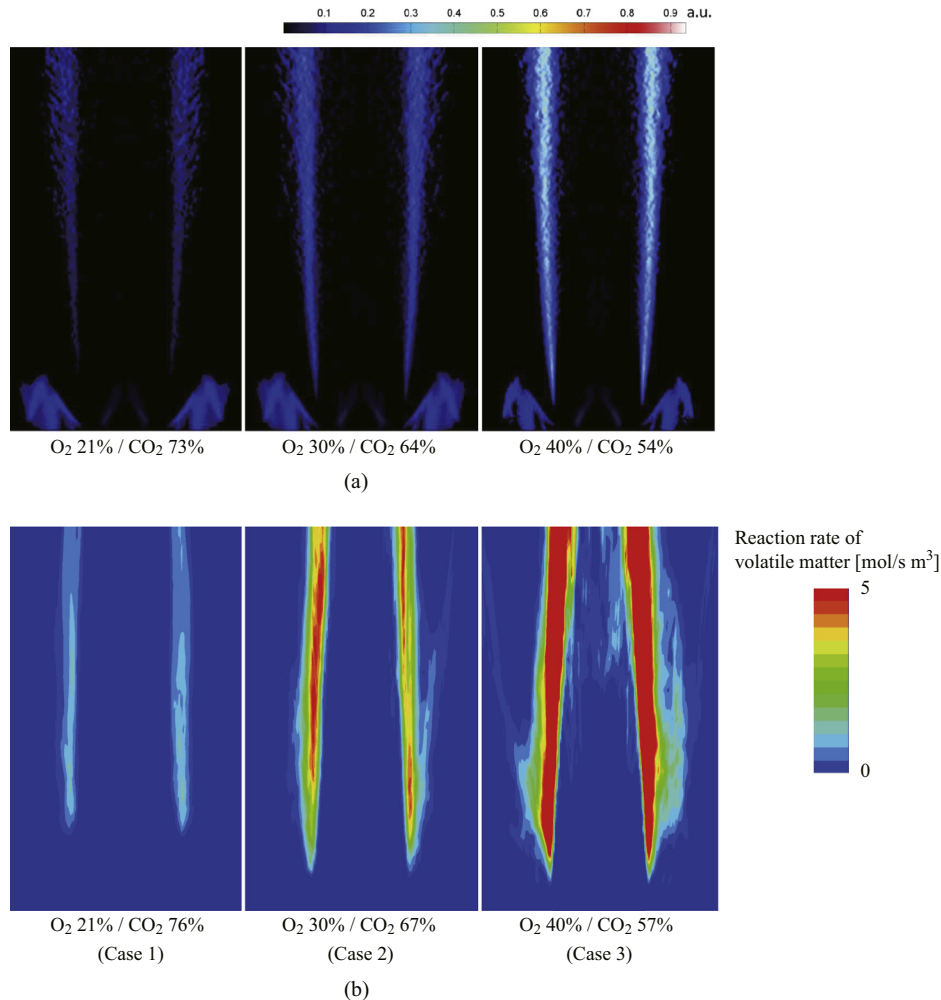 0.1 0.2 0.3 0.4 0.5 0.6 0.7 0.8 0.9 a.u.
O₂ 21% / CO₂ 73% O₂ 30% / CO₂ 64% O₂ 40% / CO₂ 54%
(a)
Reaction rate of
volatile matter [mol/s m³]
5
0
O₂ 21% / CO₂ 76% O₂ 30% / CO₂ 67% O₂ 40% / CO₂ 57%
(Case 1) (Case 2) (Case 3)
(b)